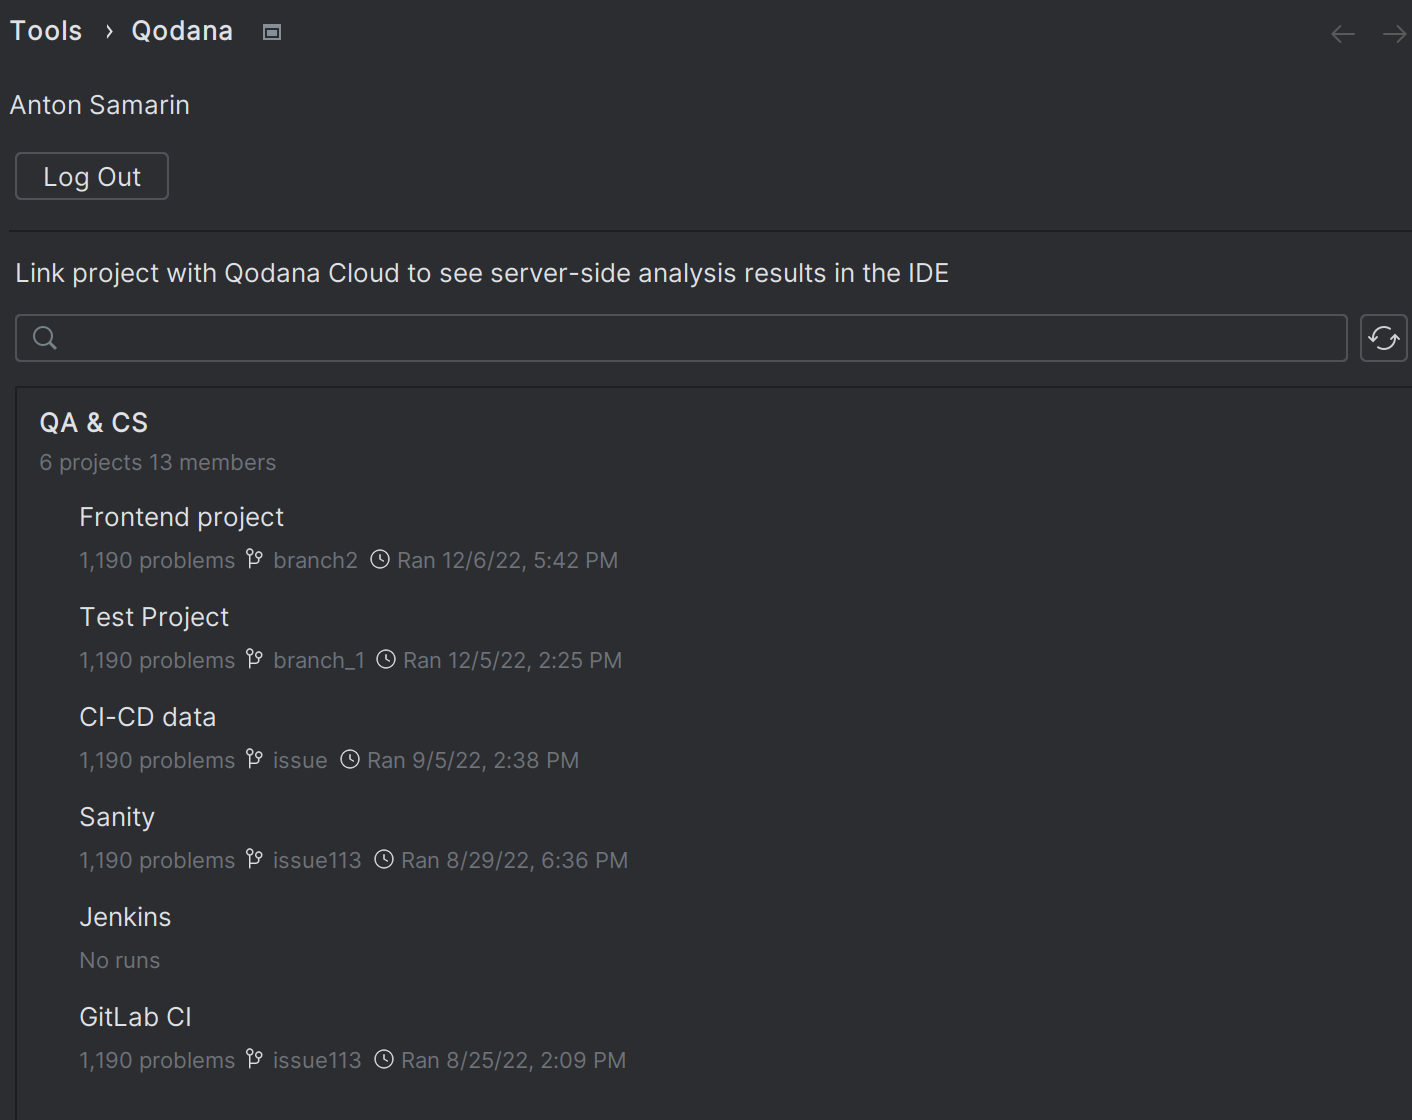 Tools › Qodana
Anton Samarin
Log Out
Link project with Qodana Cloud to see server-side analysis results in the IDE
QA & CS
6 projects 13 members
Frontend project
1,190 problems branch2 Ran 12/6/22, 5:42 PM
Test Project
1,190 problems branch_1 Ran 12/5/22, 2:25 PM
CI-CD data
1,190 problems issue Ran 9/5/22, 2:38 PM
Sanity
1,190 problems issue113 Ran 8/29/22, 6:36 PM
Jenkins
No runs
GitLab CI
1,190 problems issue113 Ran 8/25/22, 2:09 PM